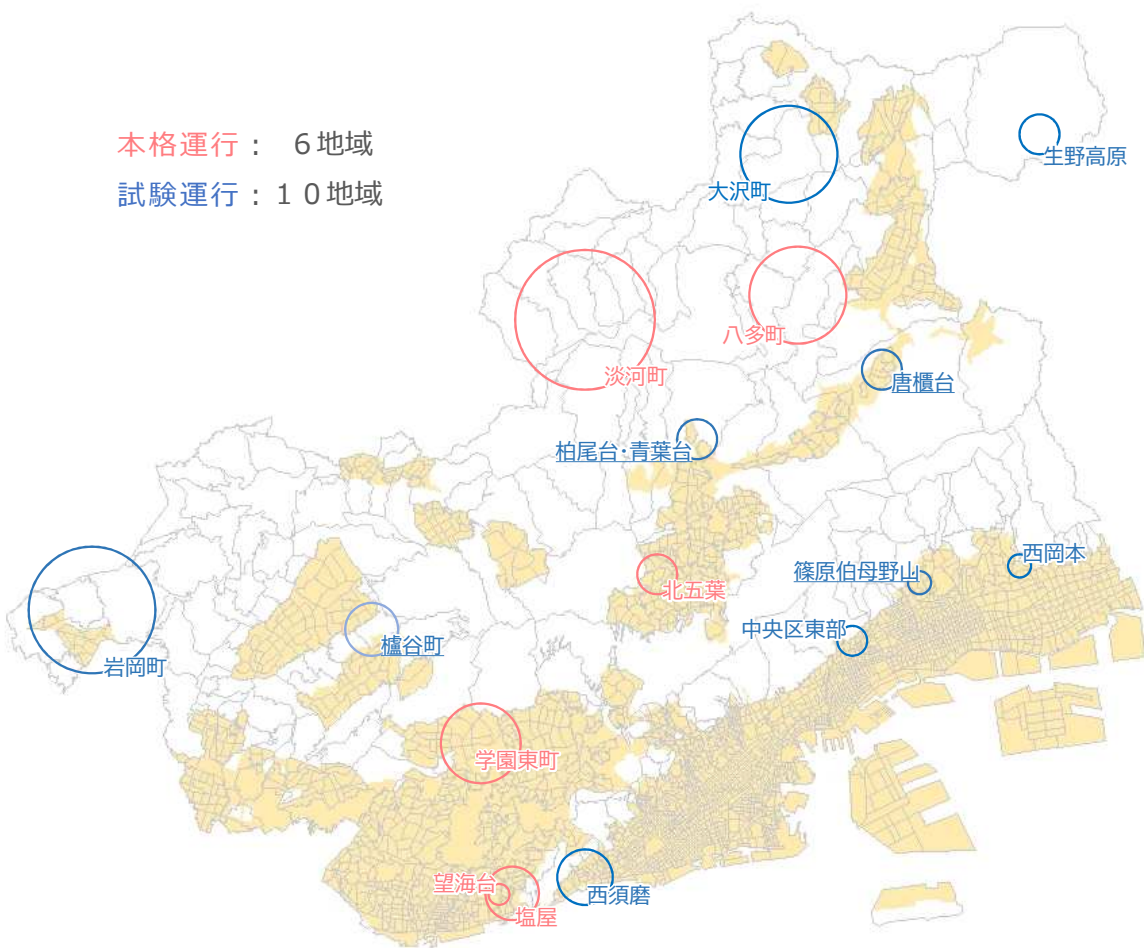 本格運行： 6地域
試験運行：10地域
生野高原
大沢町
八多町
淡河町
唐櫃台
柏尾台・青葉台
西岡本
篠原伯母野山
北五葉
中央区東部
櫨谷町
岩岡町
学園東町
望海台
西須磨
塩屋